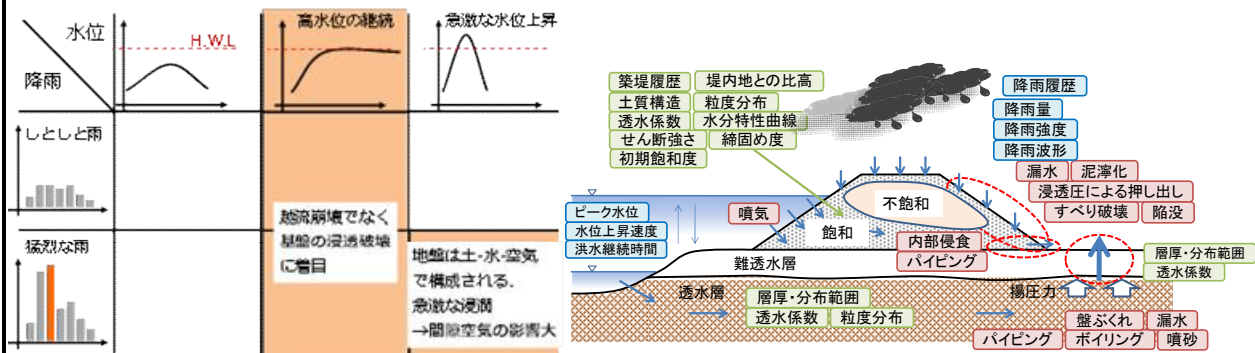 水位
降雨
H.W.L
高水位の継続
急激な水位上昇
しとしと雨
猛烈な雨
越流崩壊でなく
基盤の浸透破壊
に着目
地盤は土-水-空気
で構成される.
急激な浸潤
→間隙空気の影響大
築堤履歴
堤内地との比高
土質構造
粒度分布
透水係数
水分特性曲線
せん断強さ
締固め度
初期飽和度
降雨履歴
降雨量
降雨強度
降雨波形
漏水
泥濘化
浸透圧による押し出し
すべり破壊
陥没
ピーク水位
水位上昇速度
洪水継続時間
噴気
不飽和
飽和
内部侵食
パイピング
難透水層
層厚・分布範囲
透水係数
透水層
層厚・分布範囲
透水係数
粒度分布
揚圧力
盤ぶくれ
漏水
パイピング
ボイリング
噴砂